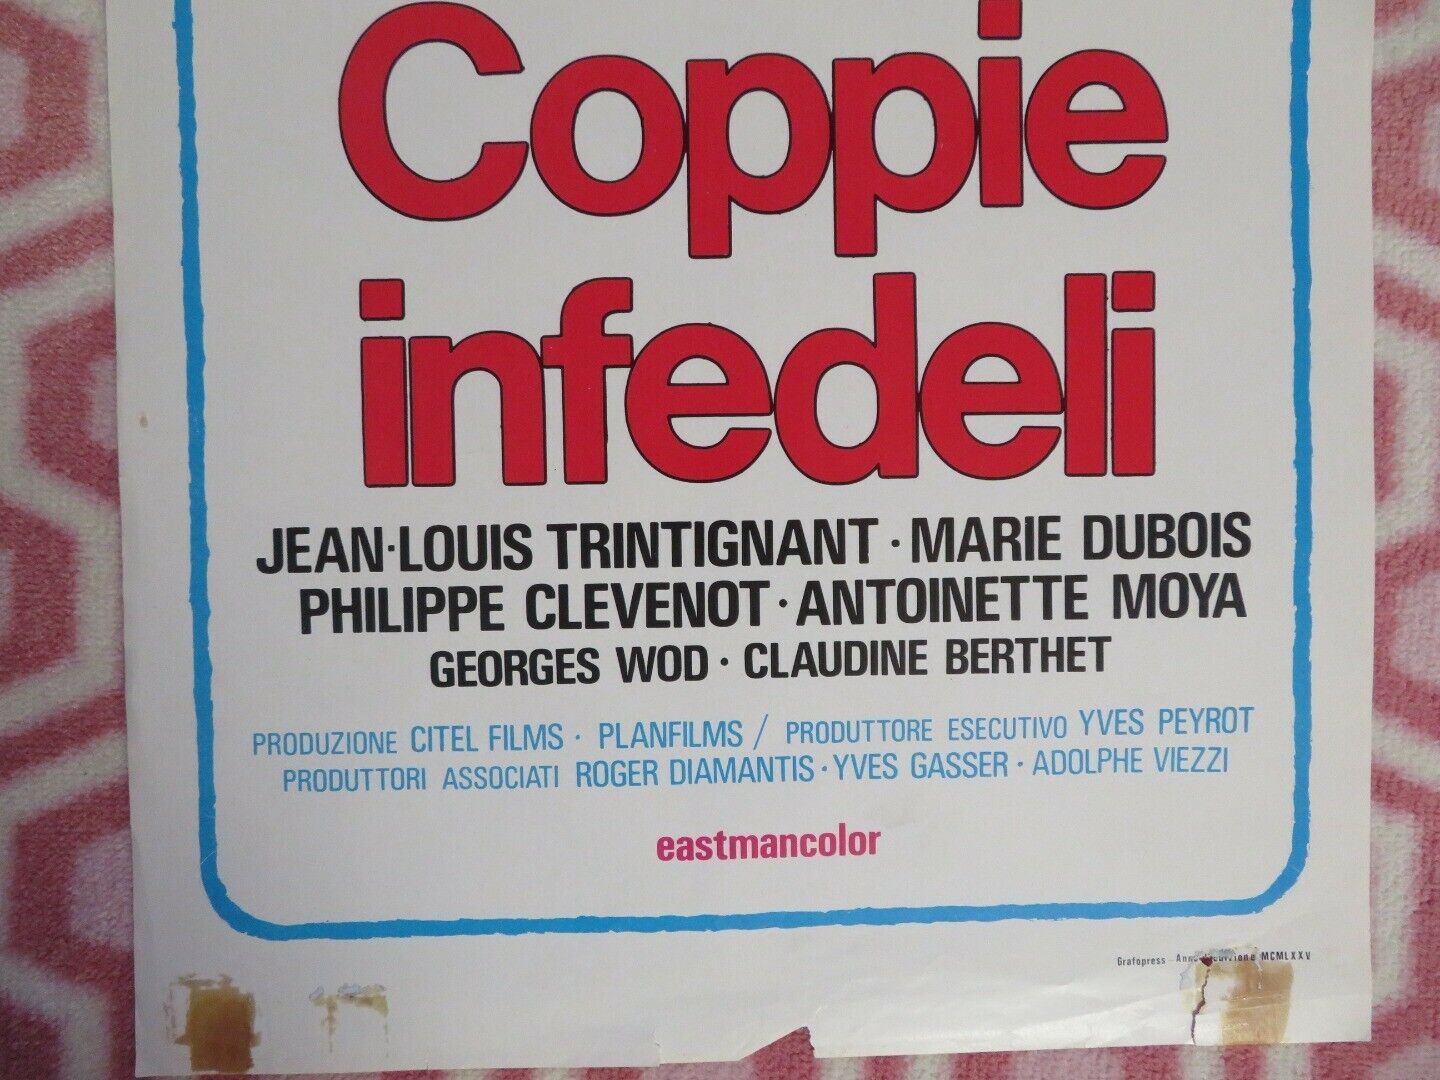 Coppie
infedeli
JEAN·LOUIS TRINTIGNANT · MARIE DUBOIS
PHILIPPE CLEVENOT · ANTOINETTE MOYA
GEORGES WOD · CLAUDINE BERTHET
PRODUZIONE CITEL FILMS · PLANFILMS / PRODUTTORE ESECUTIVO YVES PEYROT
PRODUTTORI ASSOCIATI ROGER DIAMANTIS · YVES GASSER · ADOLPHE VIEZZI
eastmancolor
Grafopress MCMLXXV